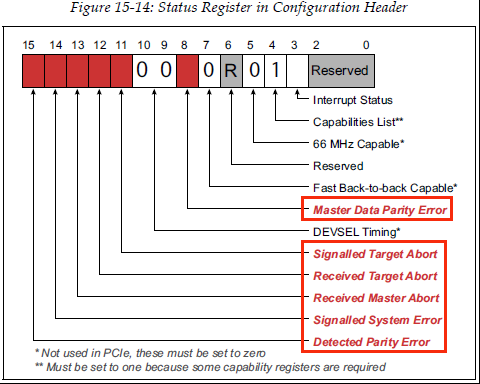 Figure 15-14: Status Register in Configuration Header
15 14 13 12 11 10 9 8 7 6 5 4 3 2 0
0 0 0 R 0 1 Reserved
Interrupt Status
Capabilities List**
66 MHz Capable*
Reserved
Fast Back-to-back Capable*
Master Data Parity Error
DEVSEL Timing*
Signalled Target Abort
Received Target Abort
Received Master Abort
Signalled System Error
Detected Parity Error
* Not used in PCIe, these must be set to zero
** Must be set to one because some capability registers are required